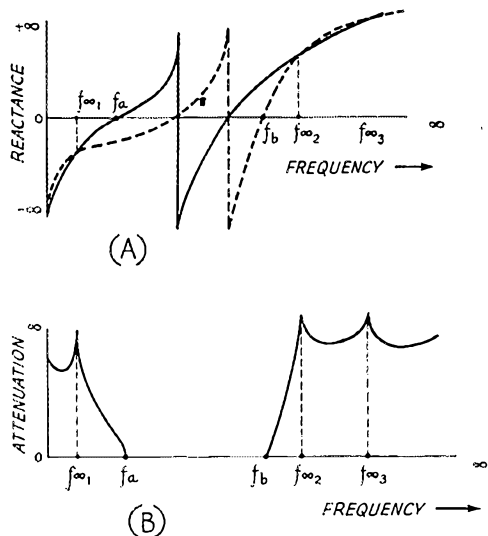 +∞
REACTANCE
0
-∞
f∞₁
fa
fb
f∞₂
f∞₃
∞
FREQUENCY
(A)
∞
ATTENUATION
0
f∞₁
fa
fb
f∞₂
f∞₃
∞
FREQUENCY
(B)